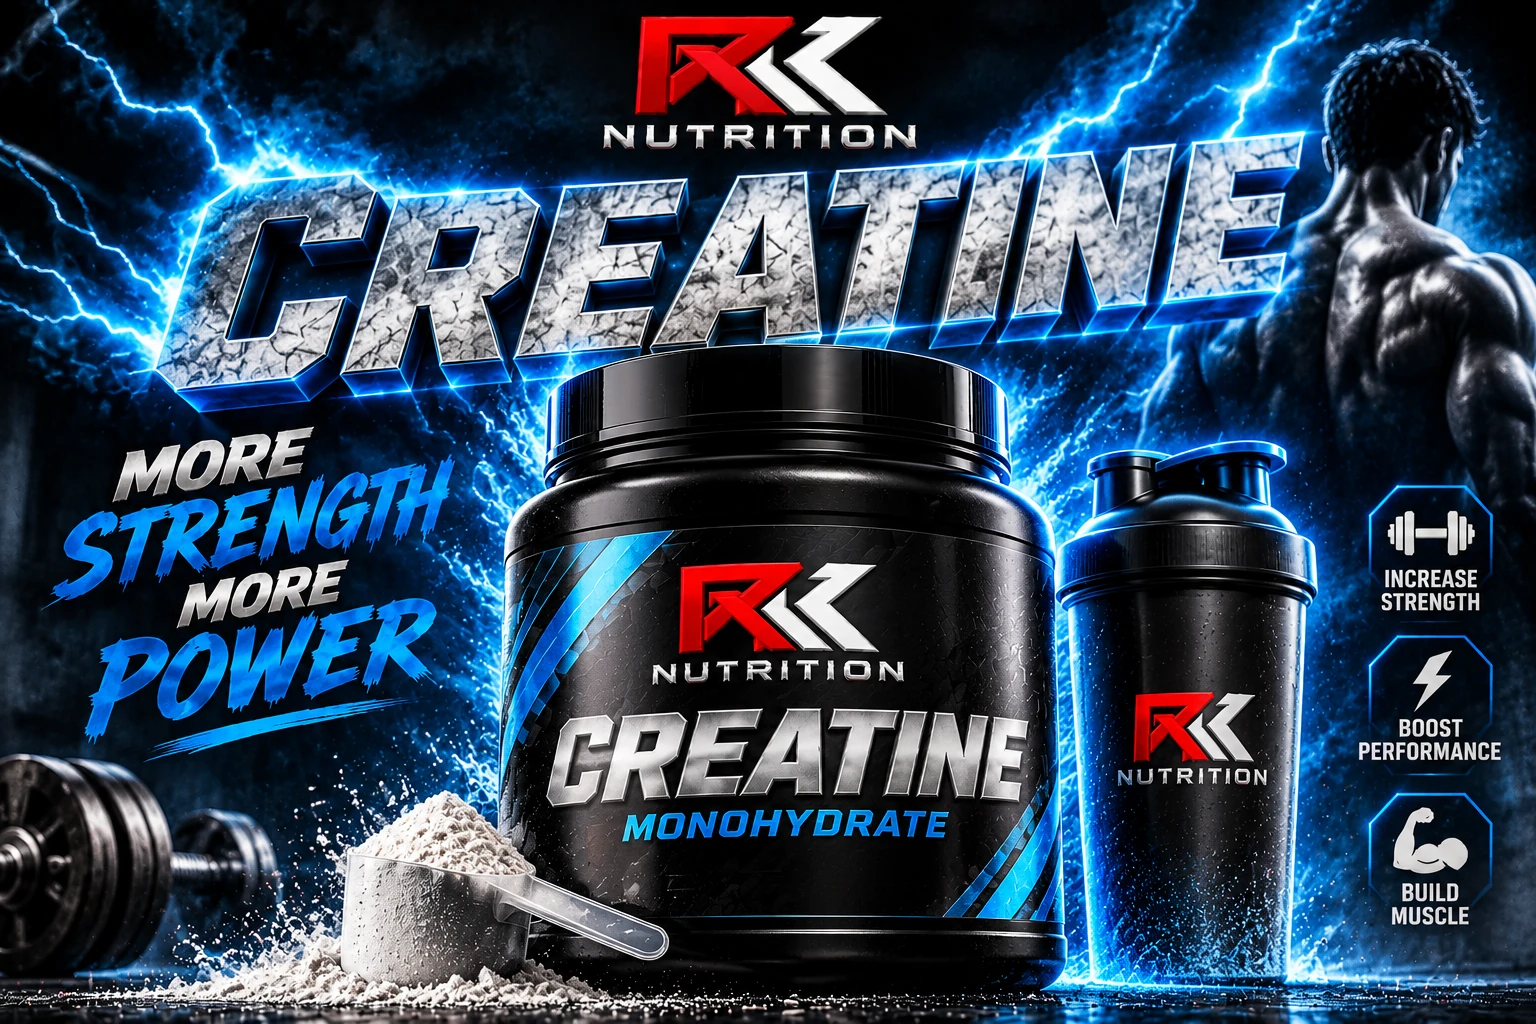 RK
NUTRITION
CREATINE
MORE
STRENGTH
MORE
POWER
RK
NUTRITION
CREATINE
MONOHYDRATE
RK
NUTRITION
INCREASE
STRENGTH
BOOST
PERFORMANCE
BUILD
MUSCLE